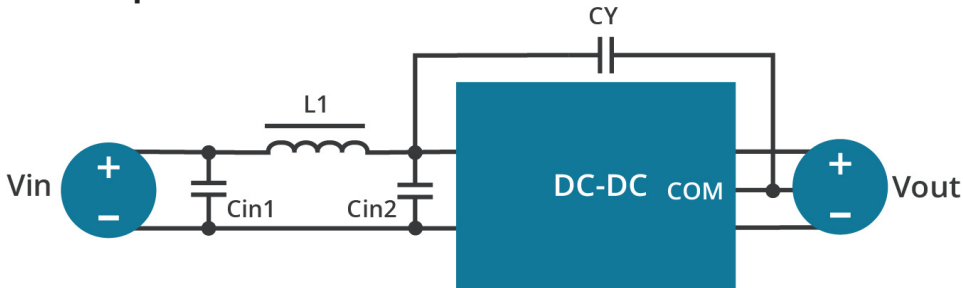 CY
L1
Vin
+
−
Cin1
Cin2
DC-DC
COM
+
−
Vout